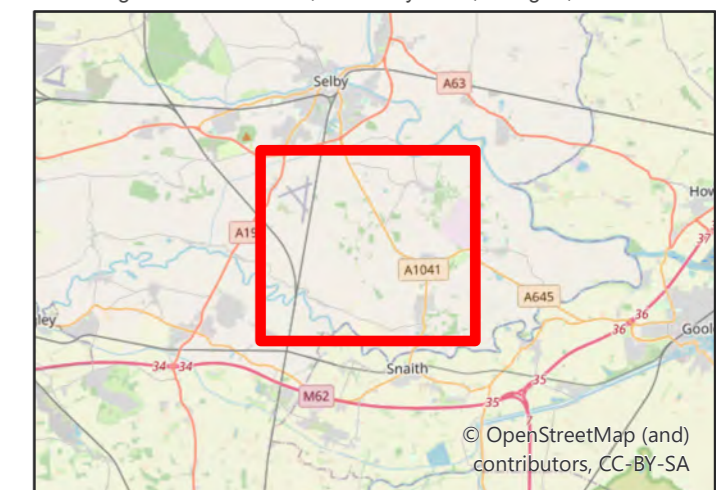 Selby
A63
How
A19
37
A1041
A645
36
36
ley
Goole
Snaith
34
34
35
M62
35
© OpenStreetMap (and)
contributors, CC-BY-SA